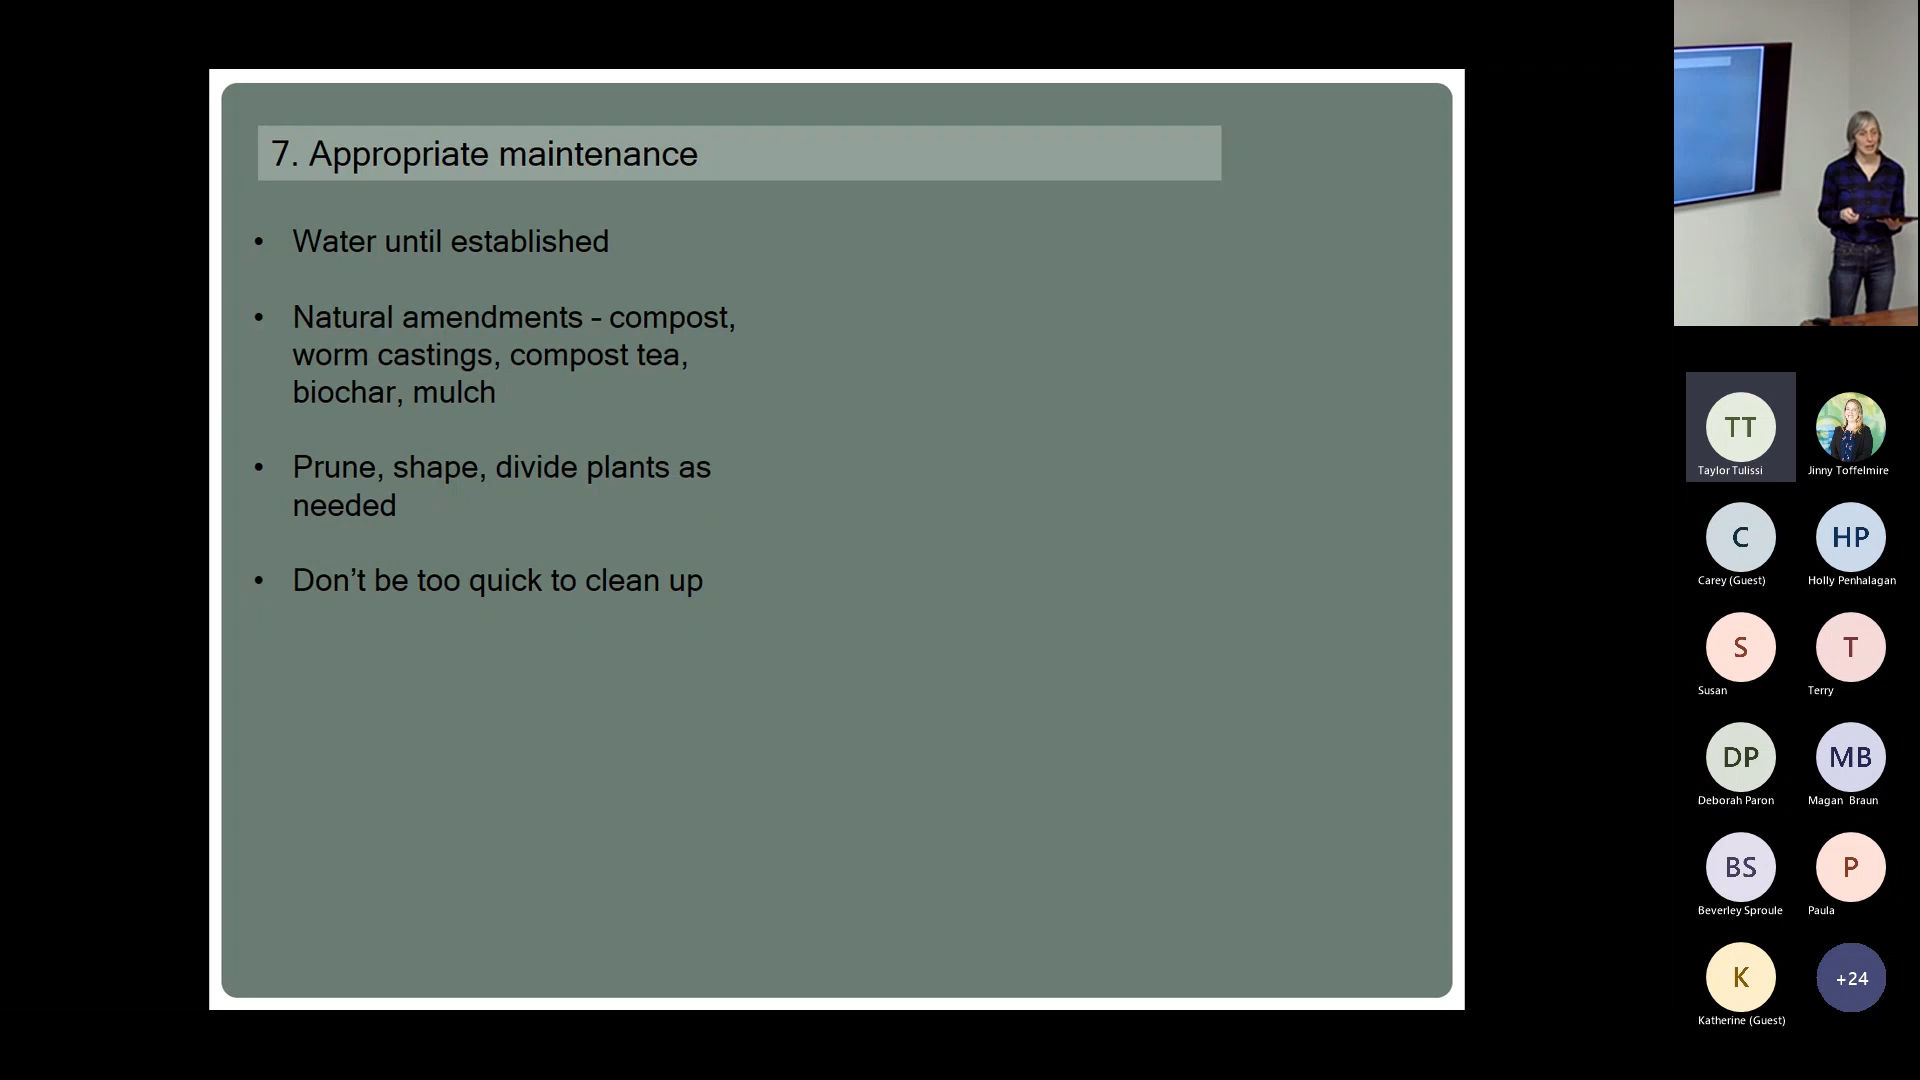 7. Appropriate maintenance
• Water until established
• Natural amendments - compost,
worm castings, compost tea,
biochar, mulch
• Prune, shape, divide plants as
needed
• Don’t be too quick to clean up
TT
Taylor Tulissi
Jinny Toffelmire
C
Carey (Guest)
HP
Holly Penhalagan
S
Susan
T
Terry
DP
Deborah Paron
MB
Magan Braun
BS
Beverley Sproule
P
Paula
K
Katherine (Guest)
+24